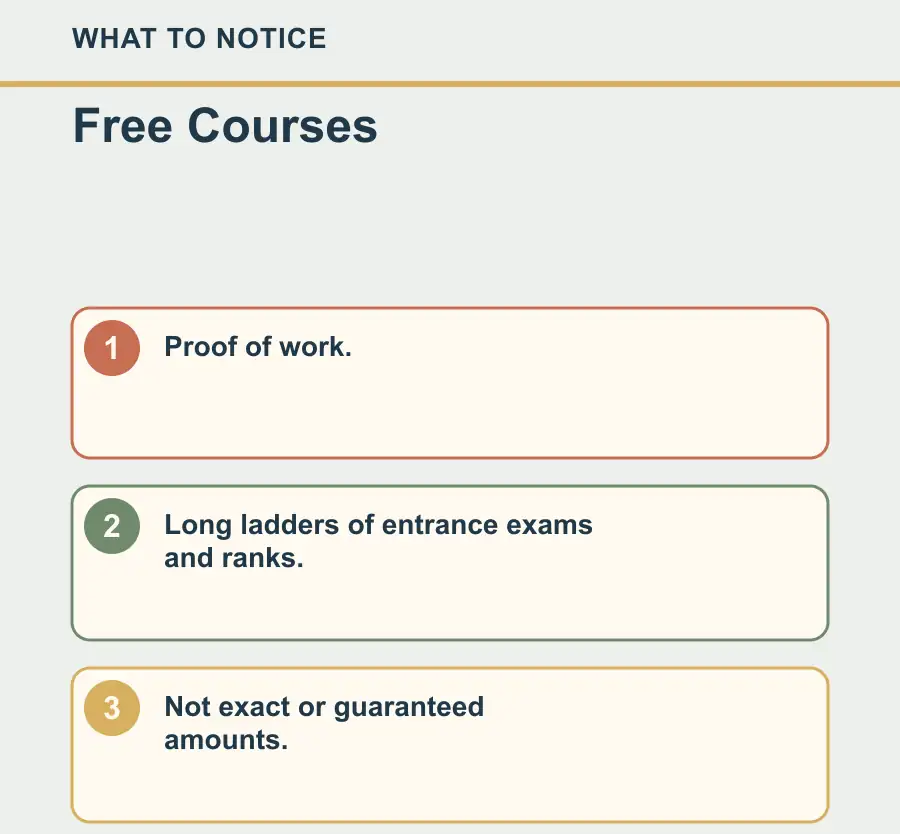 WHAT TO NOTICE
Free Courses
1
Proof of work.
2
Long ladders of entrance exams
and ranks.
3
Not exact or guaranteed
amounts.